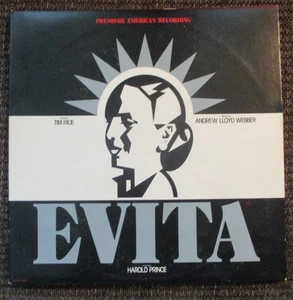 PREMIERE AMERICAN RECORDING
TIM RICE
ANDREW LLOYD WEBBER
EVITA
HAROLD PRINCE